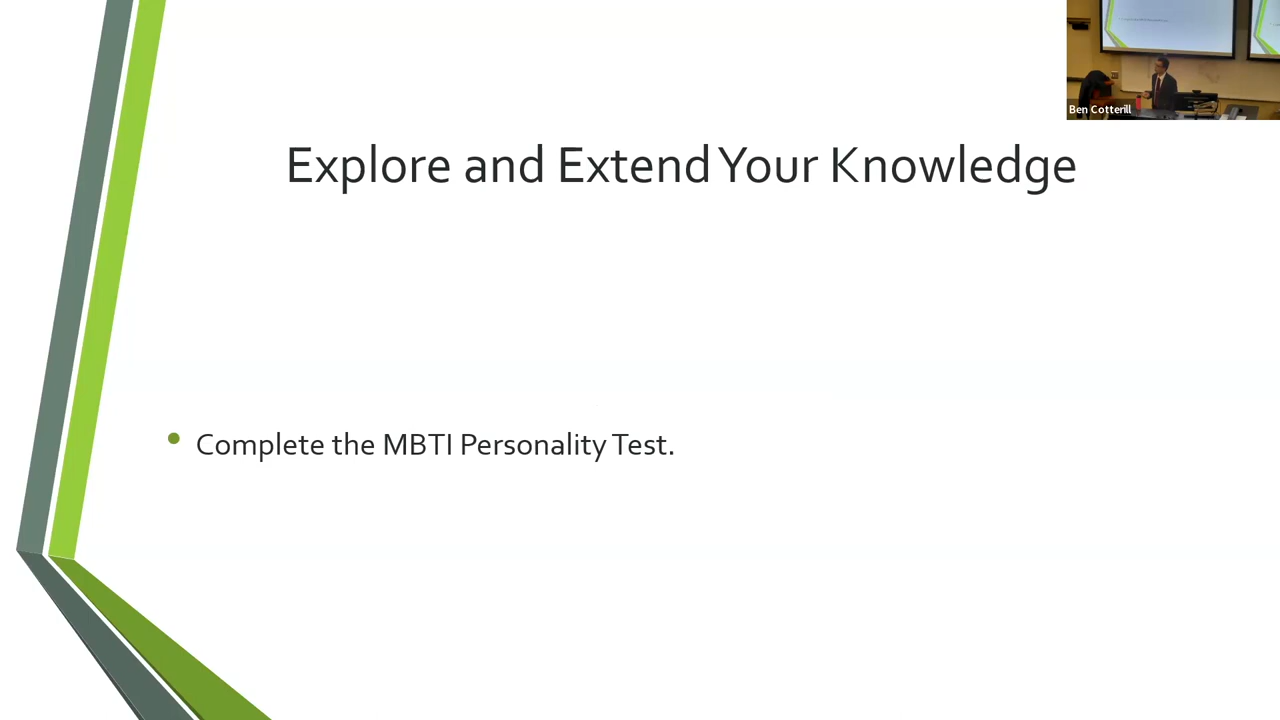 Ben Cotterill
Explore and Extend Your Knowledge
Complete the MBTI Personality Test.